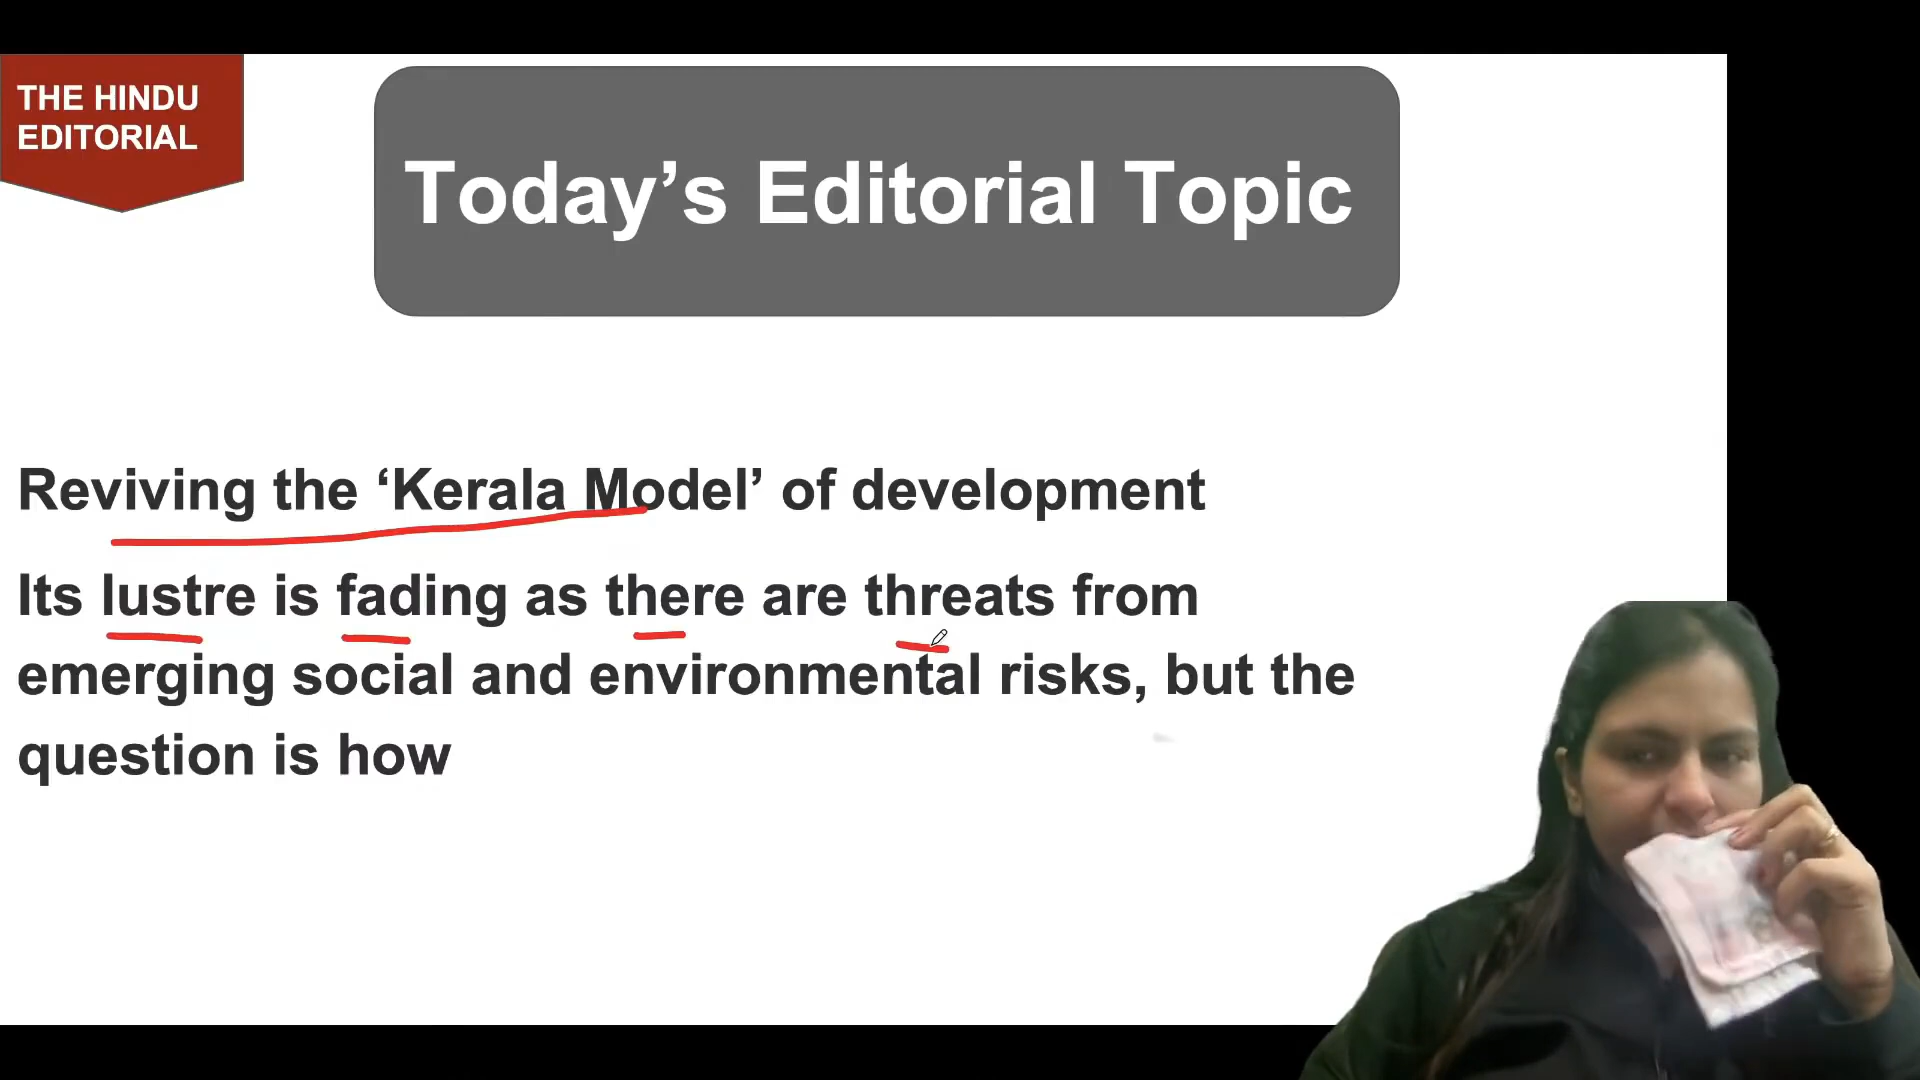 THE HINDU
EDITORIAL
Today’s Editorial Topic
Reviving the ‘Kerala Model’ of development
Its lustre is fading as there are threats from
emerging social and environmental risks, but the
question is how